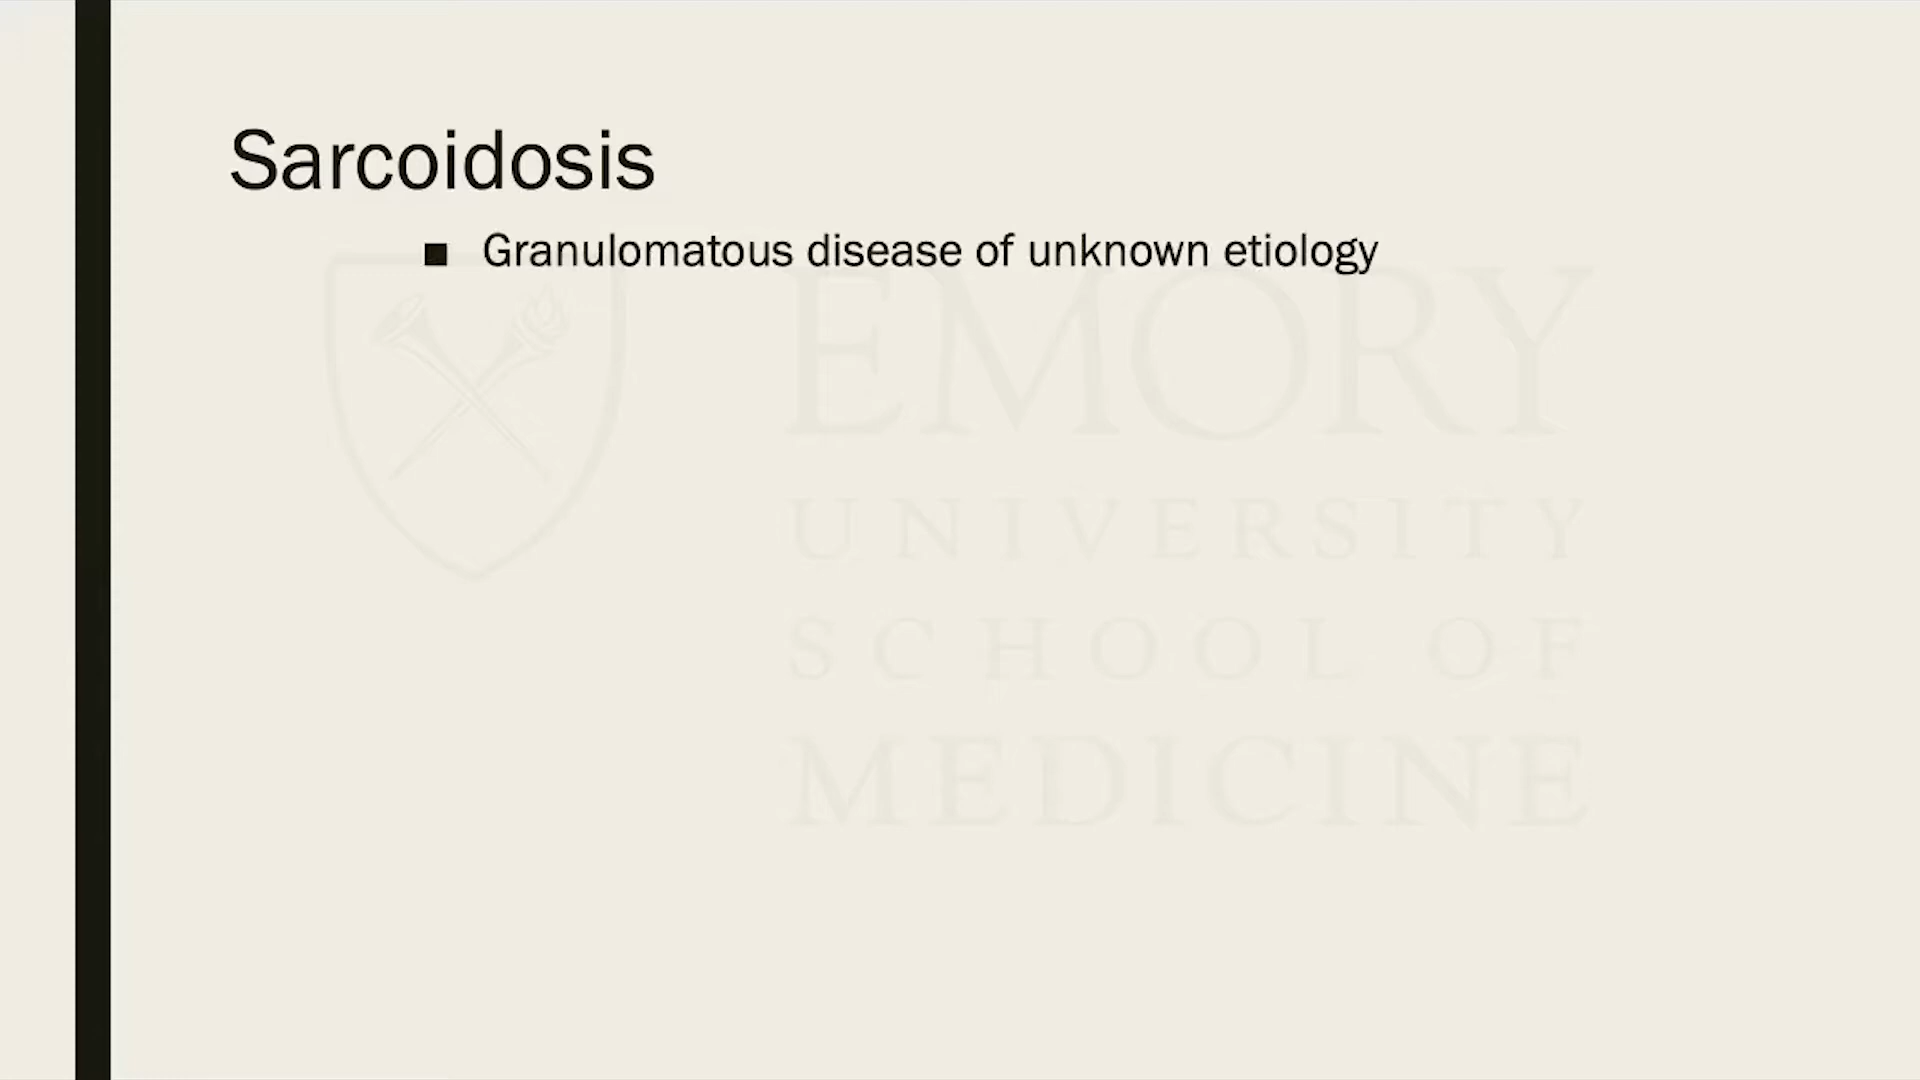 Sarcoidosis
■ Granulomatous disease of unknown etiology
EMORY
UNIVERSITY
SCHOOL OF
MEDICINE